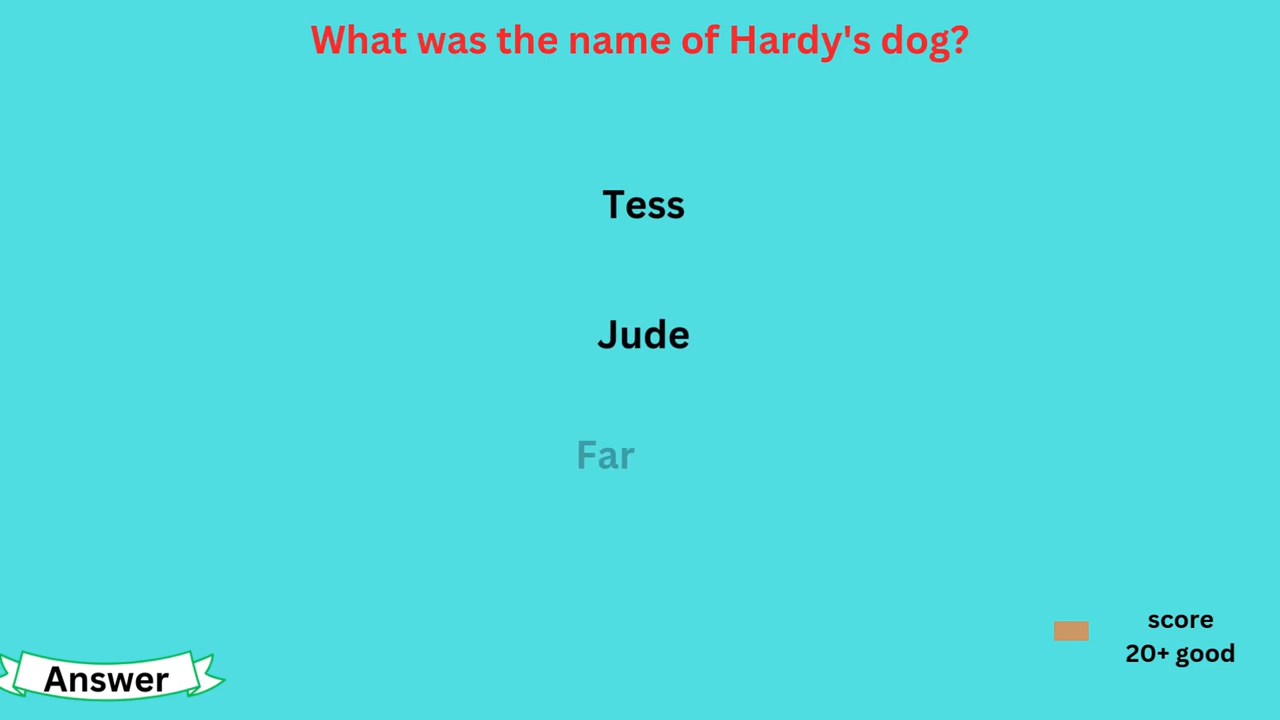 What was the name of Hardy's dog?
Tess
Jude
Far
score
20+ good
Answer